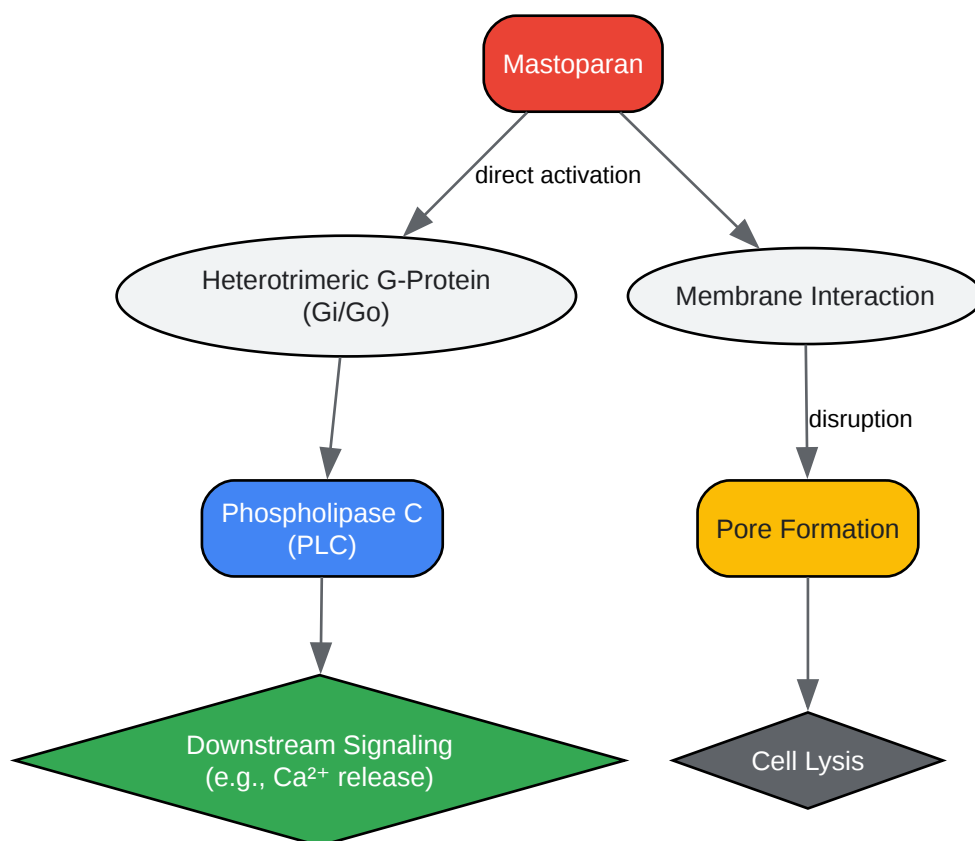 Mastoparan
direct activation
Heterotrimeric G-Protein
(Gi/Go)
Membrane Interaction
disruption
Phospholipase C
(PLC)
Pore Formation
Downstream Signaling
(e.g., Ca²⁺ release)
Cell Lysis